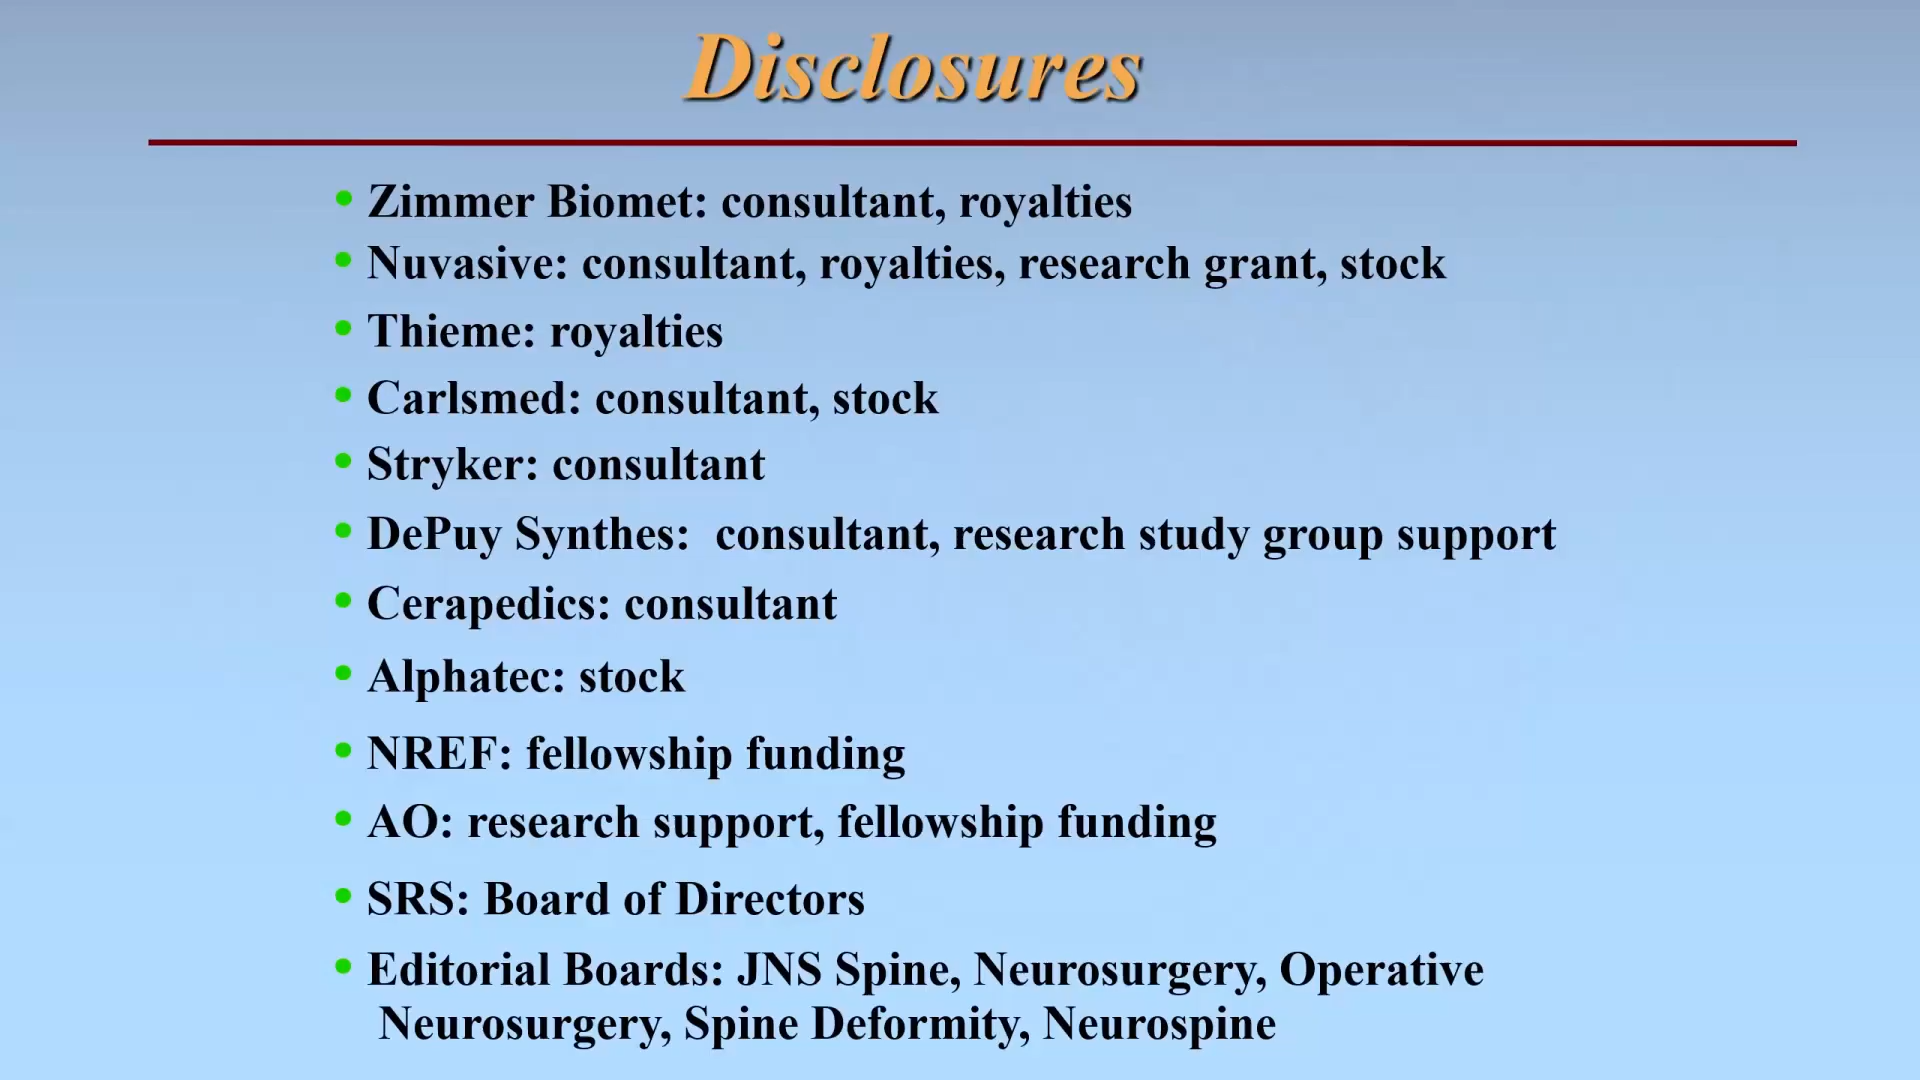 Disclosures
• Zimmer Biomet: consultant, royalties
• Nuvasive: consultant, royalties, research grant, stock
• Thieme: royalties
• Carlsmed: consultant, stock
• Stryker: consultant
• DePuy Synthes:  consultant, research study group support
• Cerapedics: consultant
• Alphatec: stock
• NREF: fellowship funding
• AO: research support, fellowship funding
• SRS: Board of Directors
• Editorial Boards: JNS Spine, Neurosurgery, Operative
Neurosurgery, Spine Deformity, Neurospine